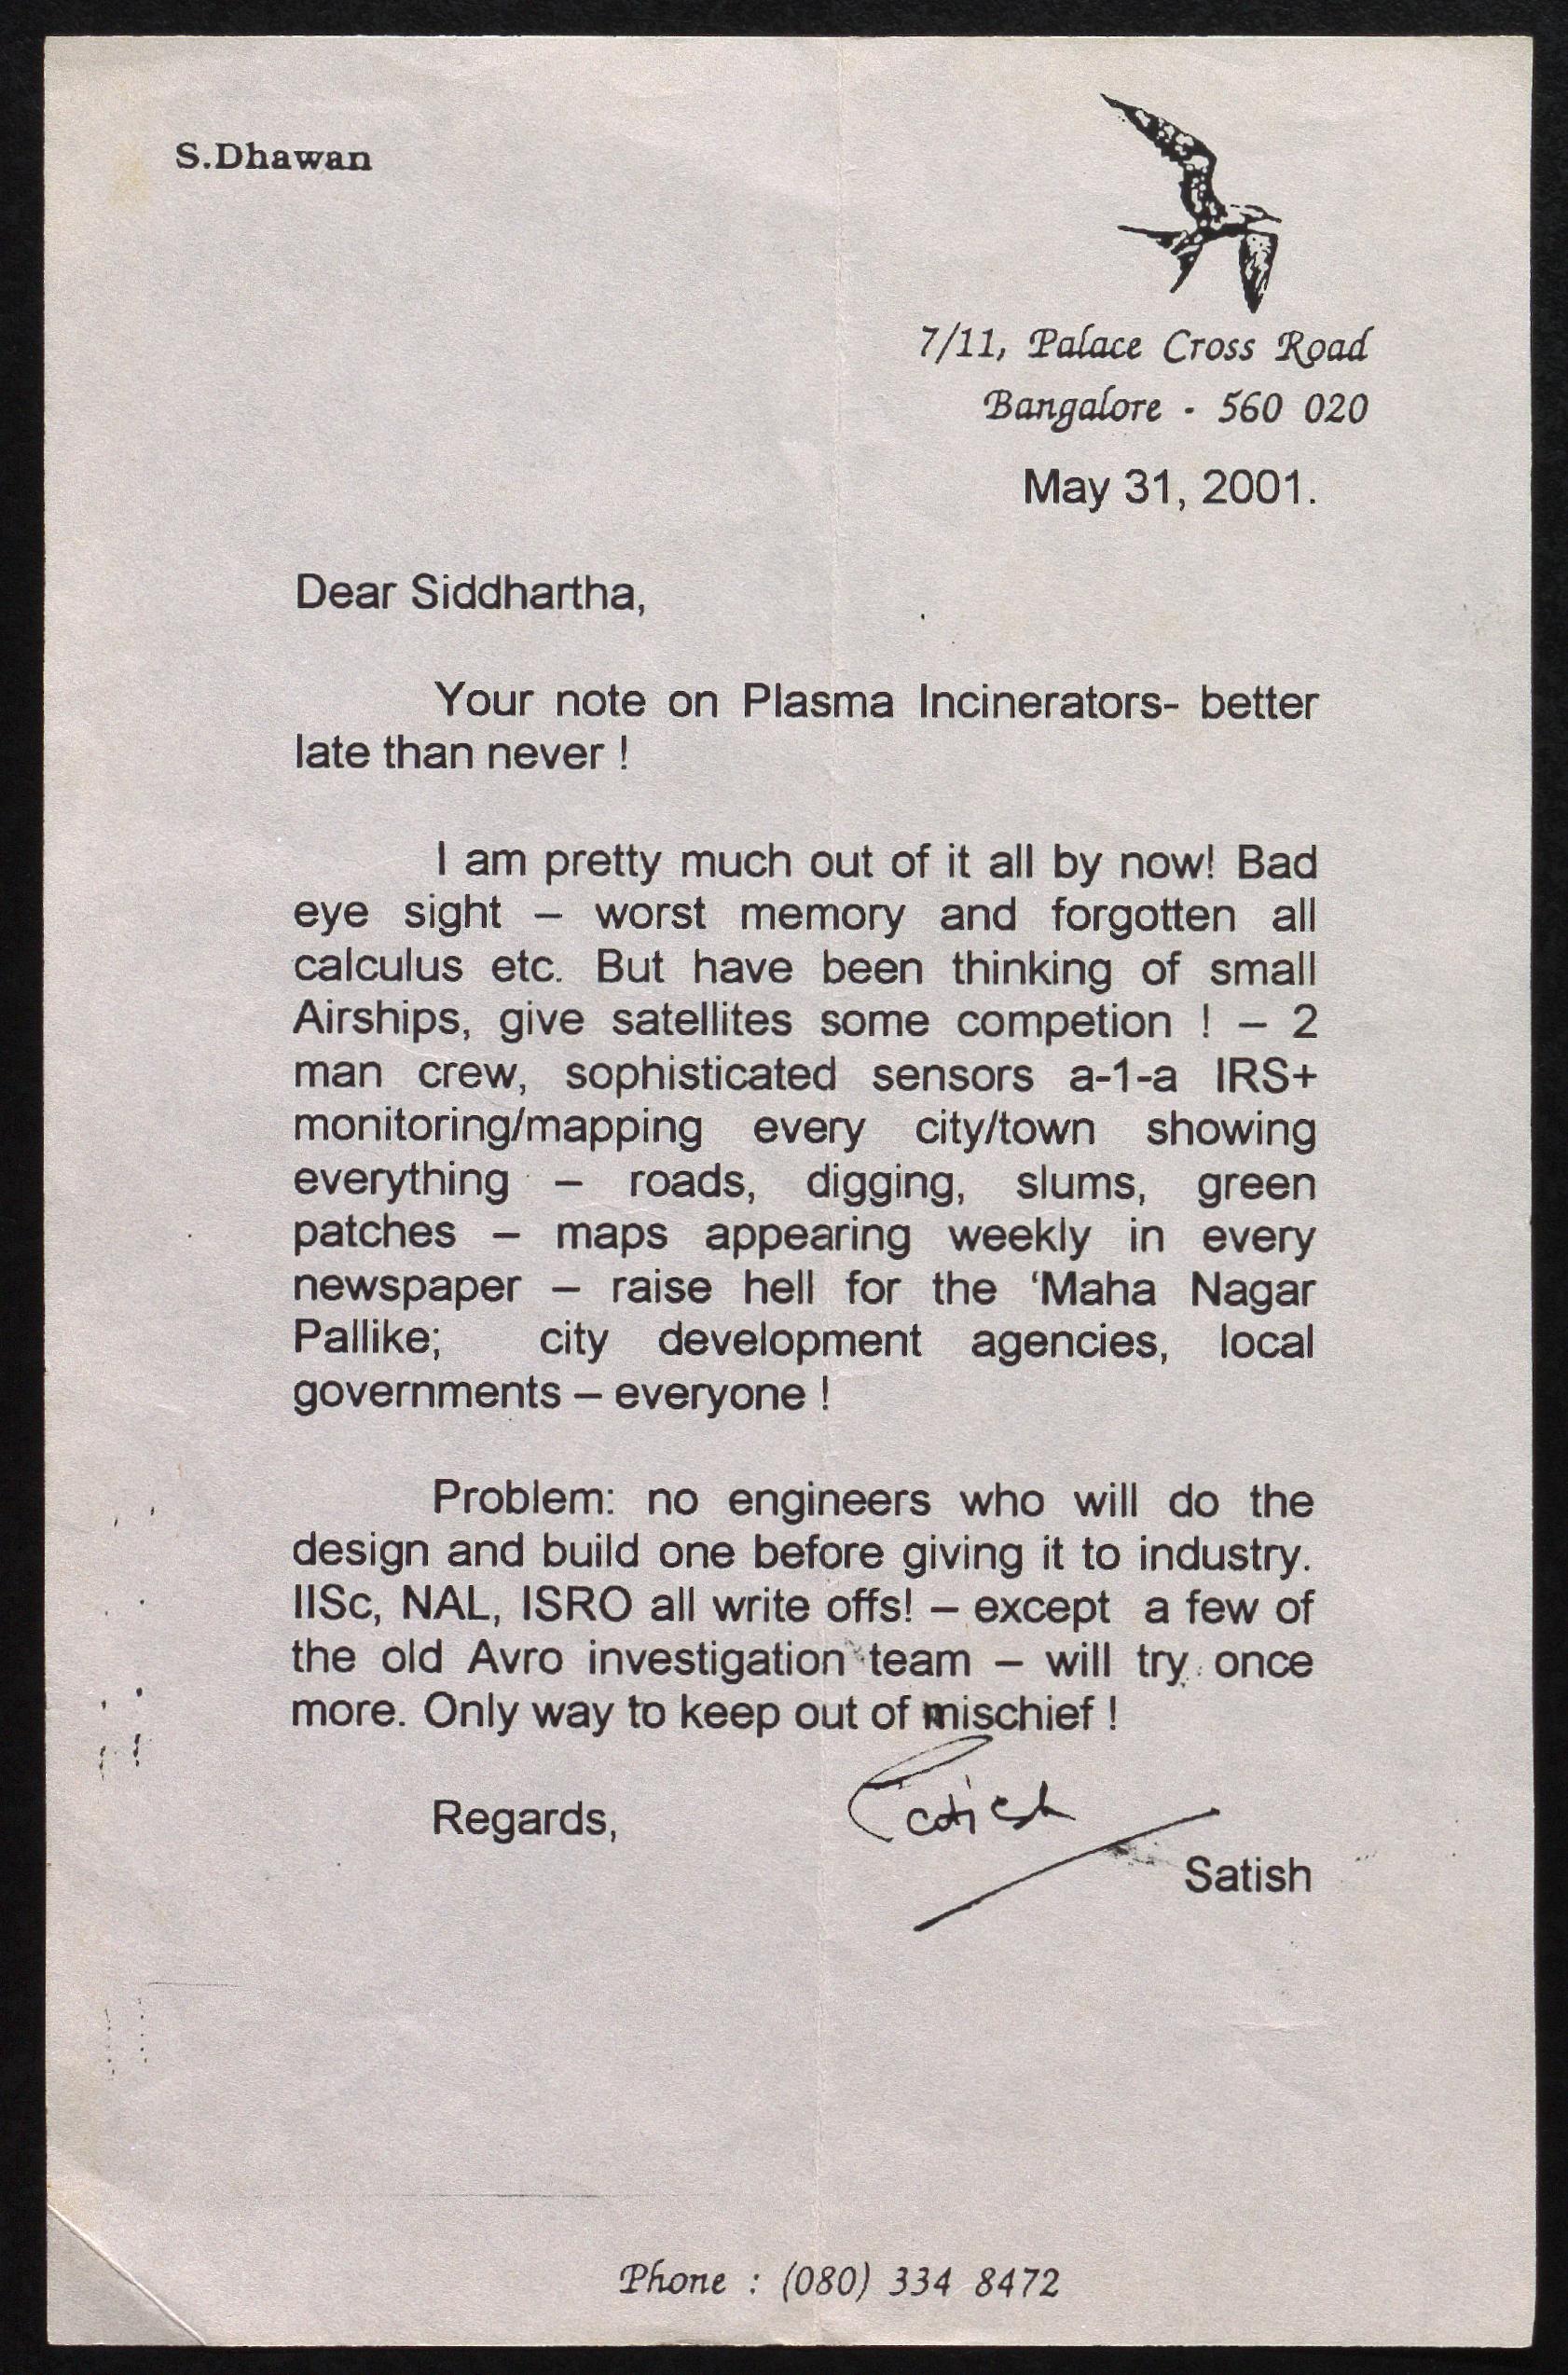 S.Dhawan
7/11, Palace Cross Road
Bangalore - 560 020
May 31, 2001.
Dear Siddhartha,
Your note on Plasma Incinerators- better
late than never !
I am pretty much out of it all by now! Bad
eye sight – worst memory and forgotten all
calculus etc. But have been thinking of small
Airships, give satellites some competion ! – 2
man crew, sophisticated sensors a-1-a IRS+
monitoring/mapping every city/town showing
everything – roads, digging, slums, green
patches – maps appearing weekly in every
newspaper – raise hell for the ‘Maha Nagar
Pallike; city development agencies, local
governments – everyone !
Problem: no engineers who will do the
design and build one before giving it to industry.
IISc, NAL, ISRO all write offs! – except a few of
the old Avro investigation team – will try once
more. Only way to keep out of mischief !
Regards,
Satish
Satish
Phone : (080) 334 8472